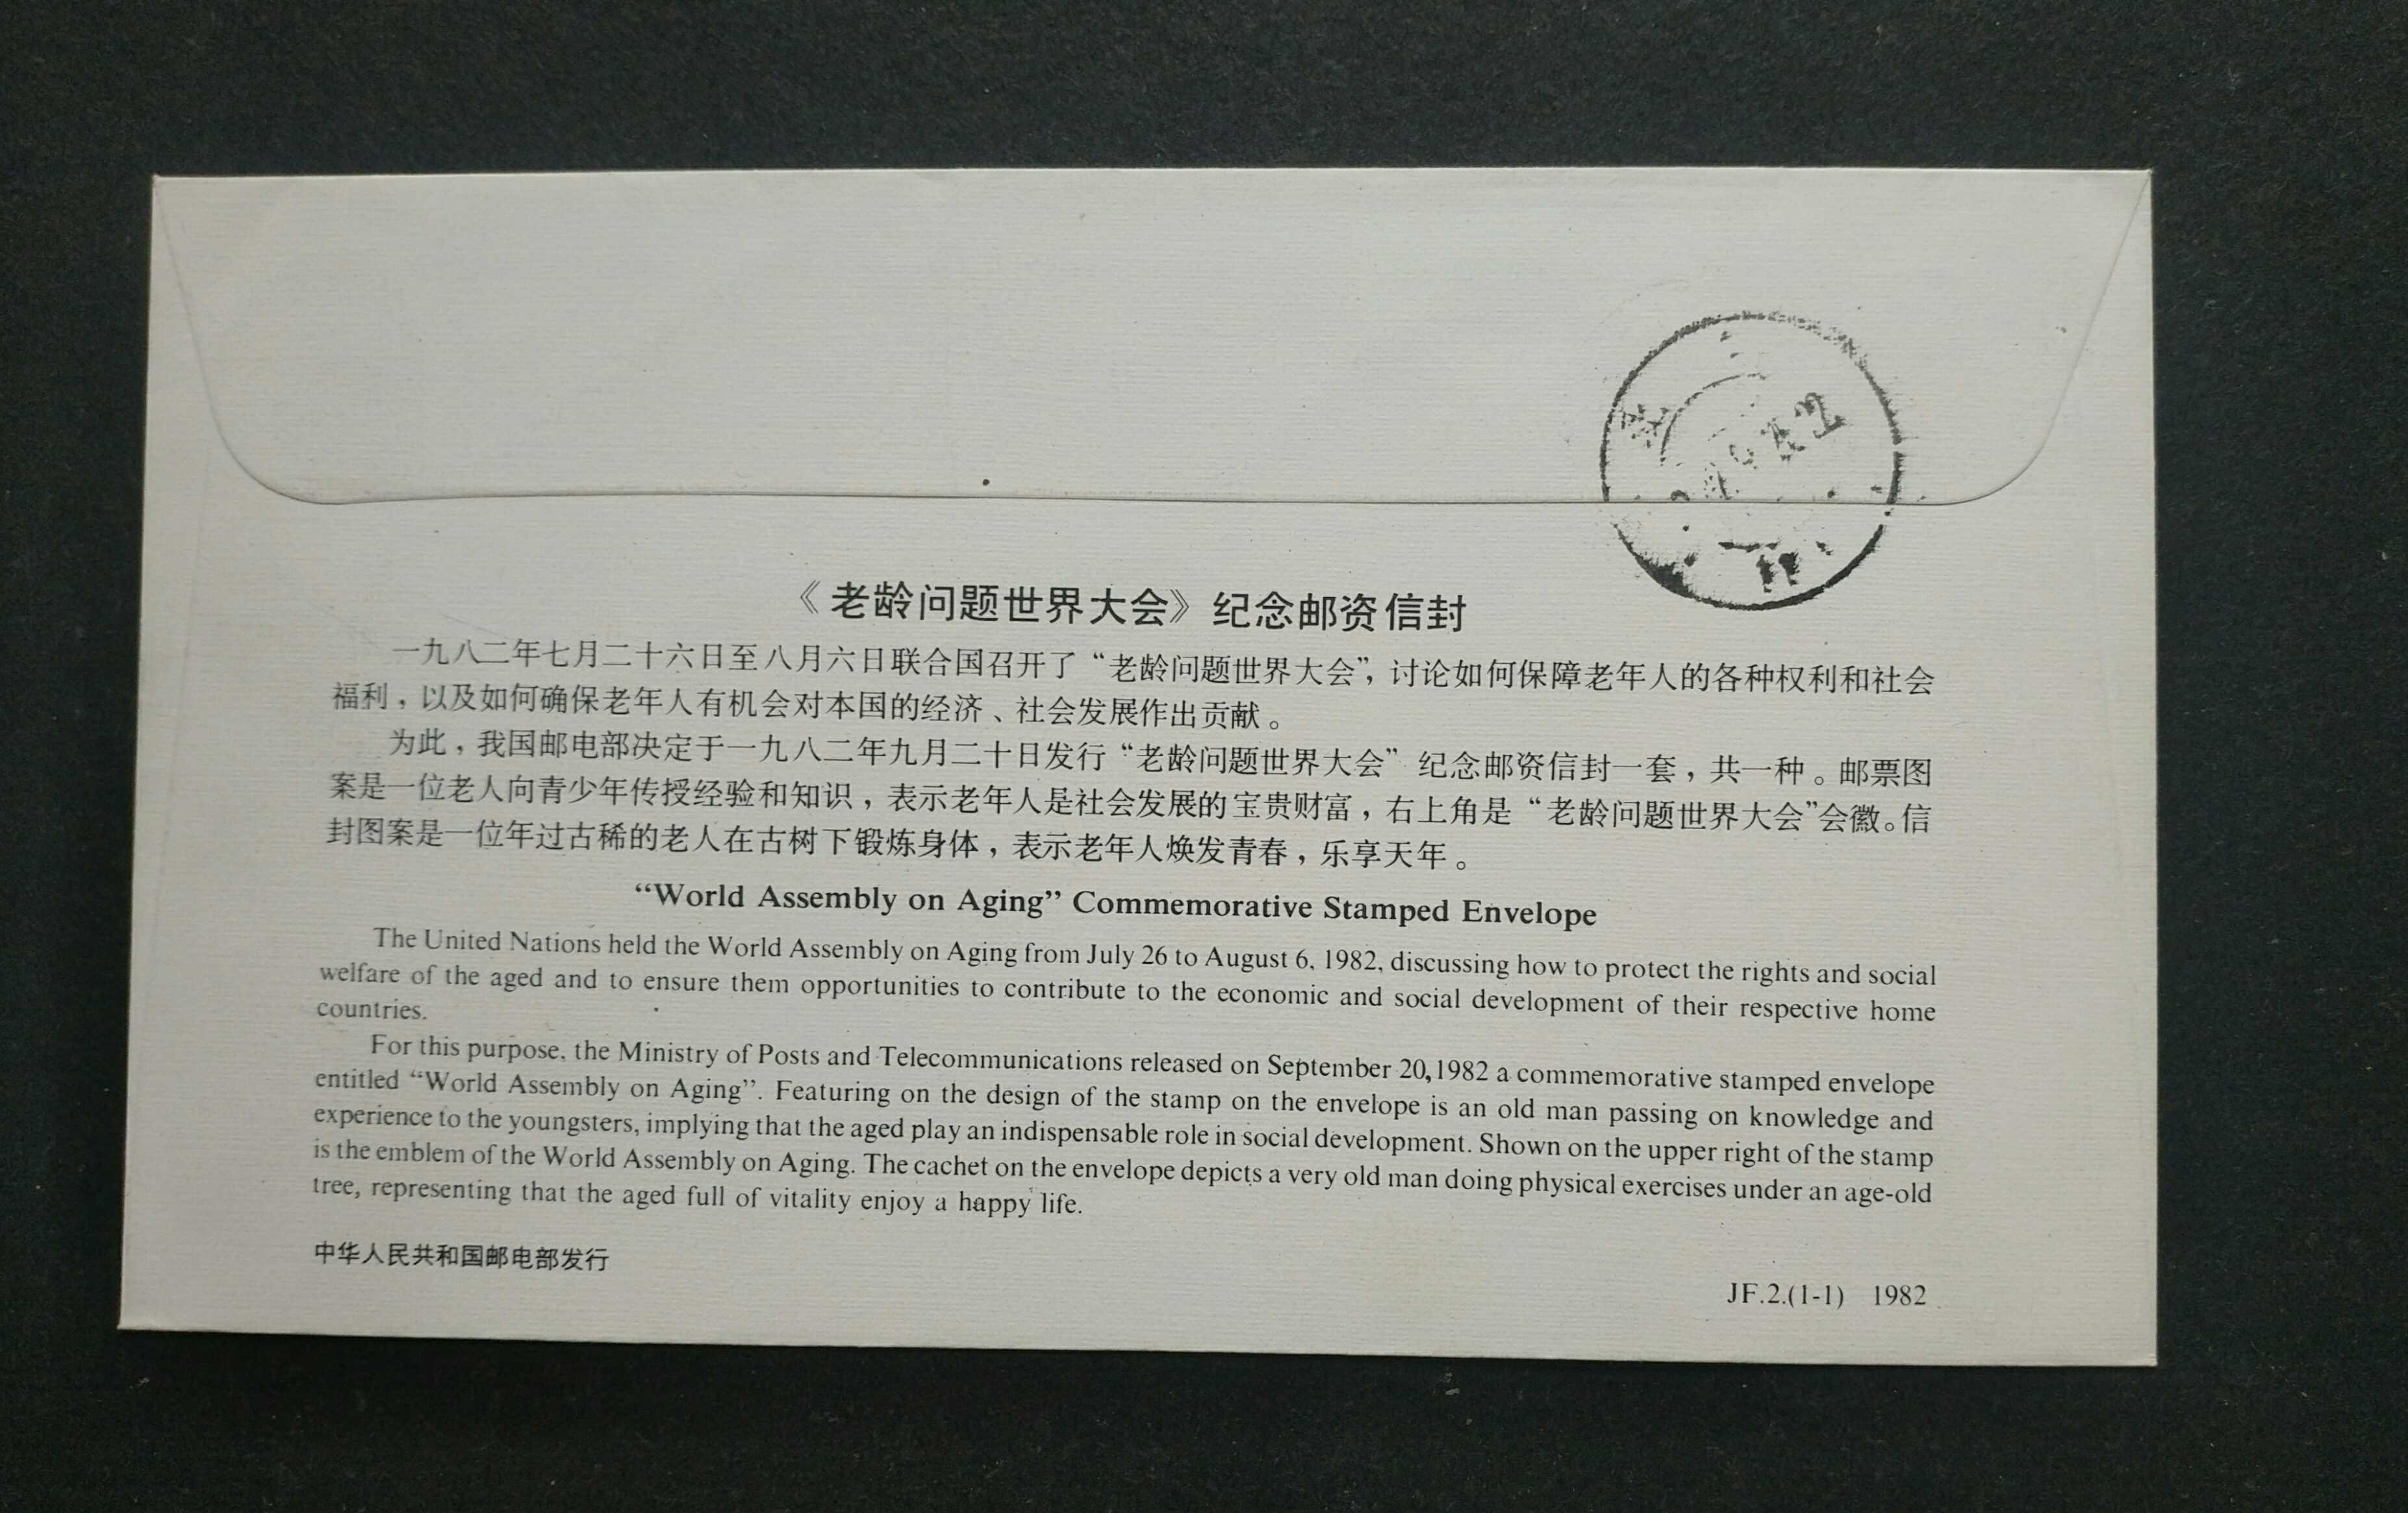 《老龄问题世界大会》纪念邮资信封
一九八二年七月二十六日至八月六日联合国召开了“老龄问题世界大会”，讨论如何保障老年人的各种权利和社会
福利，以及如何确保老年人有机会对本国的经济、社会发展作出贡献。
为此，我国邮电部决定于一九八二年九月二十日发行“老龄问题世界大会”纪念邮资信封一套，共一种。邮票图
案是一位老人向青少年传授经验和知识，表示老年人是社会发展的宝贵财富，右上角是“老龄问题世界大会”会徽。信
封图案是一位年过古稀的老人在古树下锻炼身体，表示老年人焕发青春，乐享天年。
“World Assembly on Aging” Commemorative Stamped Envelope
The United Nations held the World Assembly on Aging from July 26 to August 6, 1982, discussing how to protect the rights and social
welfare of the aged and to ensure them opportunities to contribute to the economic and social development of their respective home
countries.
For this purpose, the Ministry of Posts and Telecommunications released on September 20,1982 a commemorative stamped envelope
entitled “World Assembly on Aging”. Featuring on the design of the stamp on the envelope is an old man passing on knowledge and
experience to the youngsters, implying that the aged play an indispensable role in social development. Shown on the upper right of the stamp
is the emblem of the World Assembly on Aging. The cachet on the envelope depicts a very old man doing physical exercises under an age-old
tree, representing that the aged full of vitality enjoy a happy life.
中华人民共和国邮电部发行
JF.2.(1-1) 1982